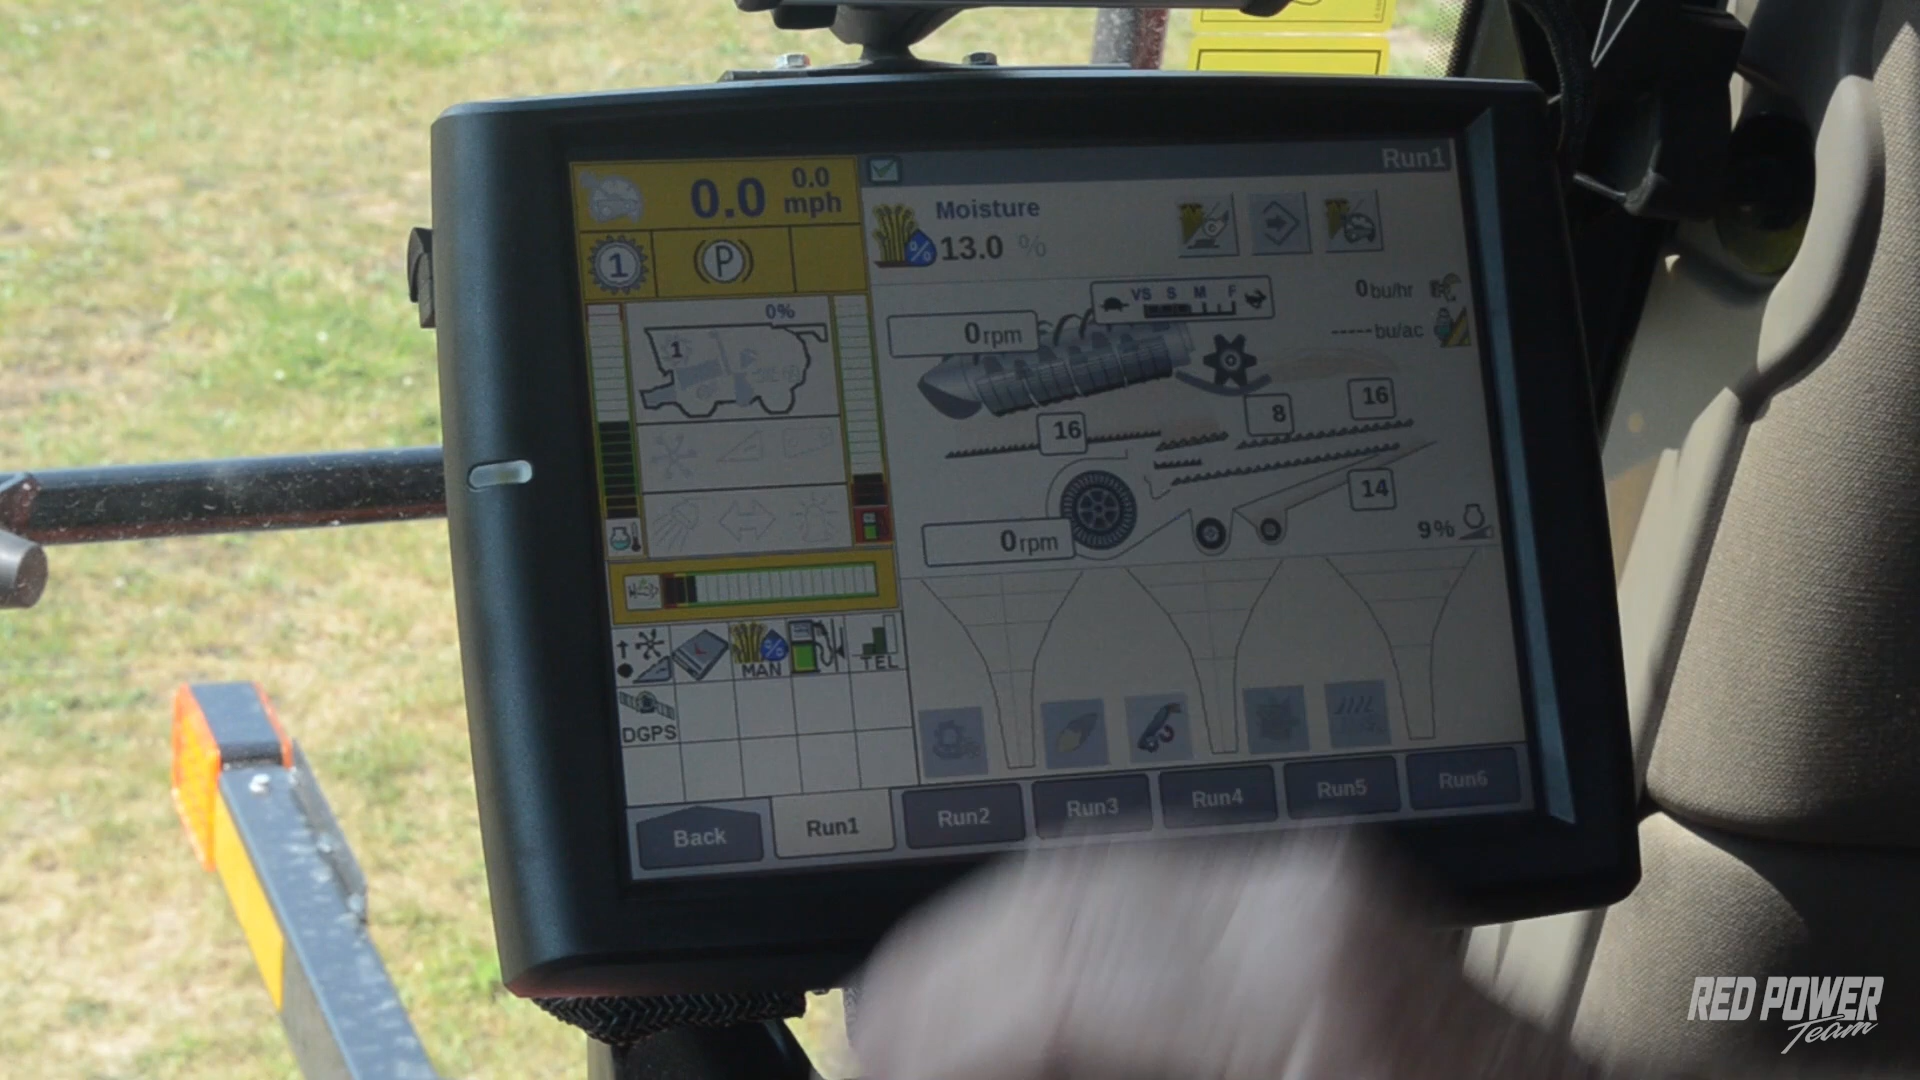 Run1
0.0 0.0 mph
1 P
Moisture
13.0 %
0%
1
VS S M F
0 bu/hr
0 rpm
-----bu/ac
16
8
16
14
0 rpm
9%
MAN
TEL
DGPS
Back Run1 Run2 Run3 Run4 Run5 Run6
RED POWER
Team